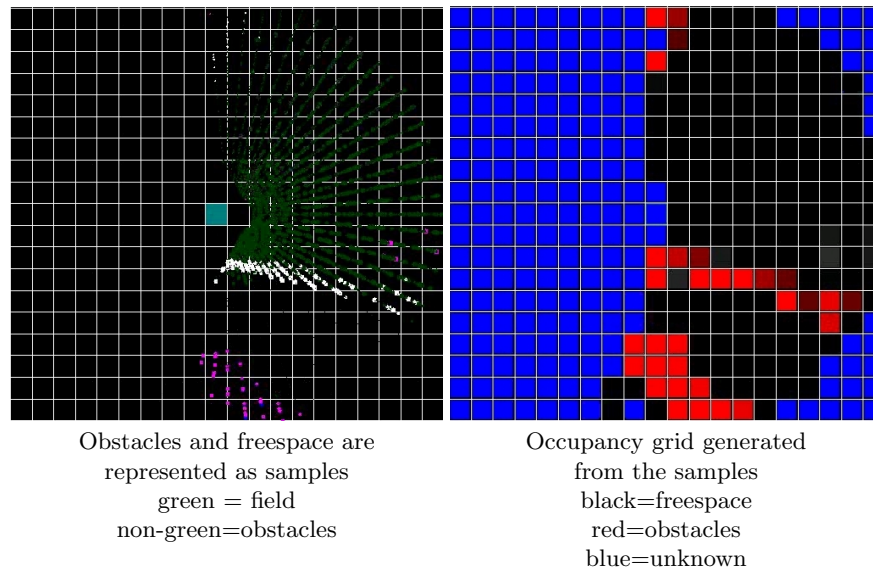 Obstacles and freespace are
represented as samples
green = field
non-green=obstacles
Occupancy grid generated
from the samples
black=freespace
red=obstacles
blue=unknown